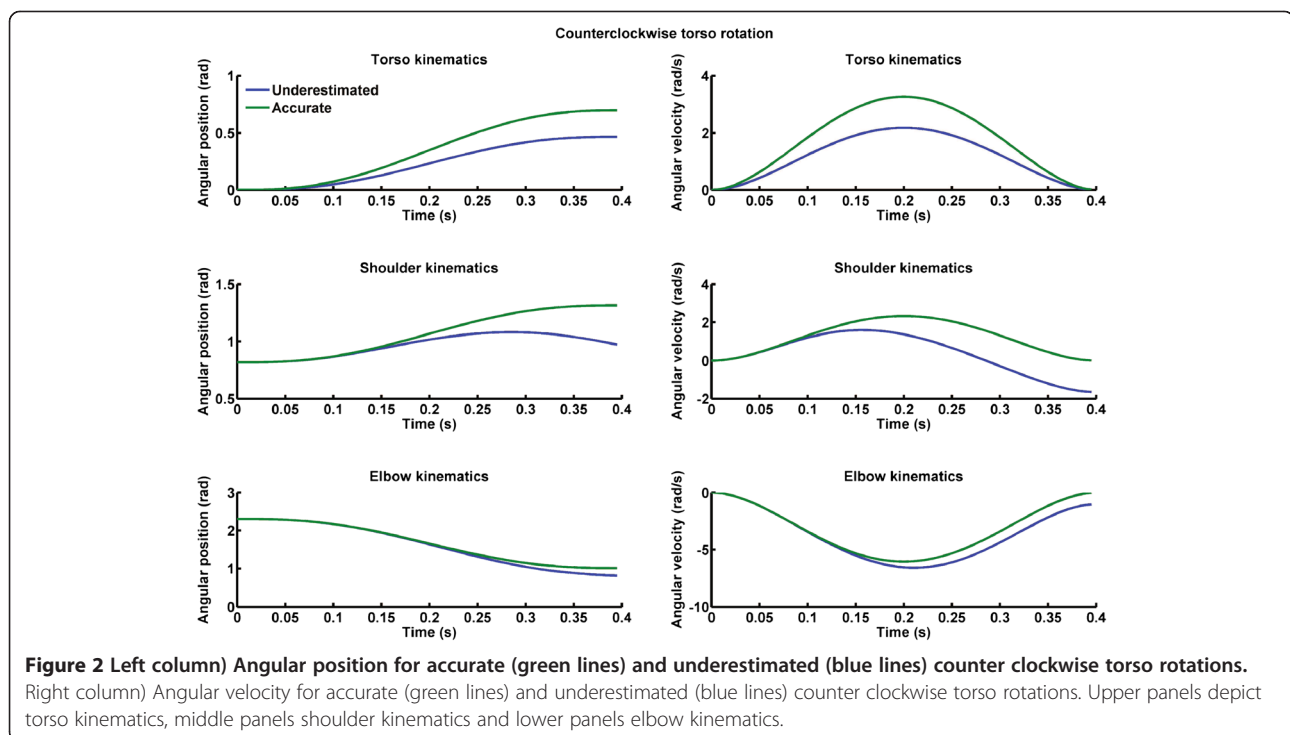 Counterclockwise torso rotation
Torso kinematics
Angular position (rad)
1
0.5
0
Underestimated
Accurate
0 0.05 0.1 0.15 0.2 0.25 0.3 0.35 0.4
Time (s)
Torso kinematics
Angular velocity (rad/s)
4
2
0
0 0.05 0.1 0.15 0.2 0.25 0.3 0.35 0.4
Time (s)
Shoulder kinematics
Angular position (rad)
1.5
1
0.5
0 0.05 0.1 0.15 0.2 0.25 0.3 0.35 0.4
Time (s)
Shoulder kinematics
Angular velocity (rad/s)
4
2
0
-2
0 0.05 0.1 0.15 0.2 0.25 0.3 0.35 0.4
Time (s)
Elbow kinematics
Angular position (rad)
3
2
1
0
0 0.05 0.1 0.15 0.2 0.25 0.3 0.35 0.4
Time (s)
Elbow kinematics
Angular velocity (rad/s)
0
-5
-10
0 0.05 0.1 0.15 0.2 0.25 0.3 0.35 0.4
Time (s)
Figure 2 Left column) Angular position for accurate (green lines) and underestimated (blue lines) counter clockwise torso rotations.
Right column) Angular velocity for accurate (green lines) and underestimated (blue lines) counter clockwise torso rotations. Upper panels depict
torso kinematics, middle panels shoulder kinematics and lower panels elbow kinematics.